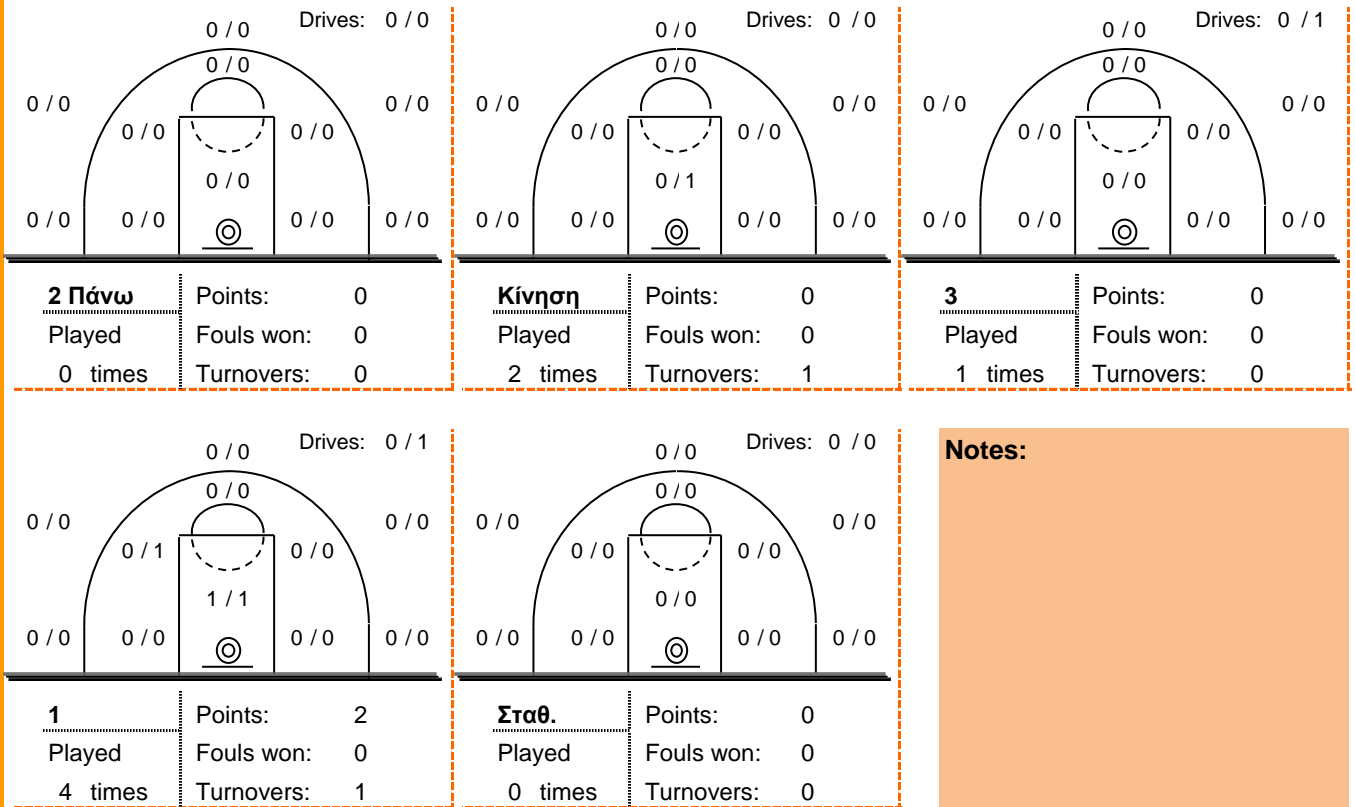 Drives: 0 / 0
0 / 0
0 / 0
0 / 0 0 / 0
0 / 0 0 / 0
0 / 0
0 / 0 0 / 0 0 / 0 0 / 0
2 Πάνω Points: 0
Played Fouls won: 0
0 times Turnovers: 0
Drives: 0 / 0
0 / 0
0 / 0
0 / 0 0 / 0
0 / 0 0 / 0
0 / 1
0 / 0 0 / 0 0 / 0 0 / 0
Κίνηση Points: 0
Played Fouls won: 0
2 times Turnovers: 1
Drives: 0 / 1
0 / 0
0 / 0
0 / 0 0 / 0
0 / 0 0 / 0
0 / 0
0 / 0 0 / 0 0 / 0 0 / 0
3 Points: 0
Played Fouls won: 0
1 times Turnovers: 0
Drives: 0 / 1
0 / 0
0 / 0
0 / 0 0 / 0
0 / 1 0 / 0
1 / 1
0 / 0 0 / 0 0 / 0 0 / 0
1 Points: 2
Played Fouls won: 0
4 times Turnovers: 1
Drives: 0 / 0
0 / 0
0 / 0
0 / 0 0 / 0
0 / 0 0 / 0
0 / 0
0 / 0 0 / 0 0 / 0 0 / 0
Σταθ. Points: 0
Played Fouls won: 0
0 times Turnovers: 0
Notes: